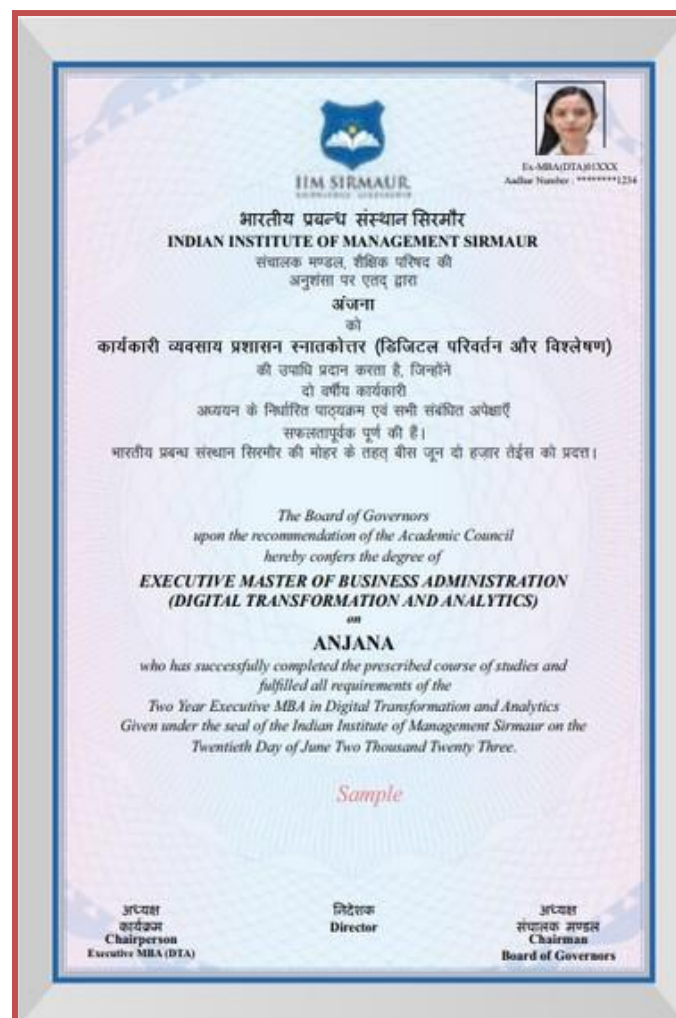 IIM SIRMAUR
Ex-MBA(DTA)01XXX
Aadhar Number : ********1234
भारतीय प्रबन्ध संस्थान सिरमौर
INDIAN INSTITUTE OF MANAGEMENT SIRMAUR
संचालक मण्डल, शैक्षिक परिषद की
अनुशंसा पर एतद् द्वारा
अंजना
को
कार्यकारी व्यवसाय प्रशासन स्नातकोत्तर (डिजिटल परिवर्तन और विश्लेषण)
की उपाधि प्रदान करता है, जिन्होंने
दो वर्षीय कार्यकारी
अध्ययन के निर्धारित पाठ्यक्रम एवं सभी संबंधित अपेक्षाएँ
सफलतापूर्वक पूर्ण की हैं।
भारतीय प्रबन्ध संस्थान सिरमौर की मोहर के तहत् बीस जून दो हज़ार तेईस को प्रदत्त।
The Board of Governors
upon the recommendation of the Academic Council
hereby confers the degree of
EXECUTIVE MASTER OF BUSINESS ADMINISTRATION
(DIGITAL TRANSFORMATION AND ANALYTICS)
on
ANJANA
who has successfully completed the prescribed course of studies and
fulfilled all requirements of the
Two Year Executive MBA in Digital Transformation and Analytics
Given under the seal of the Indian Institute of Management Sirmaur on the
Twentieth Day of June Two Thousand Twenty Three.
Sample
अध्यक्ष
कार्यक्रम
Chairperson
Executive MBA (DTA)
निदेशक
Director
अध्यक्ष
संचालक मण्डल
Chairman
Board of Governors